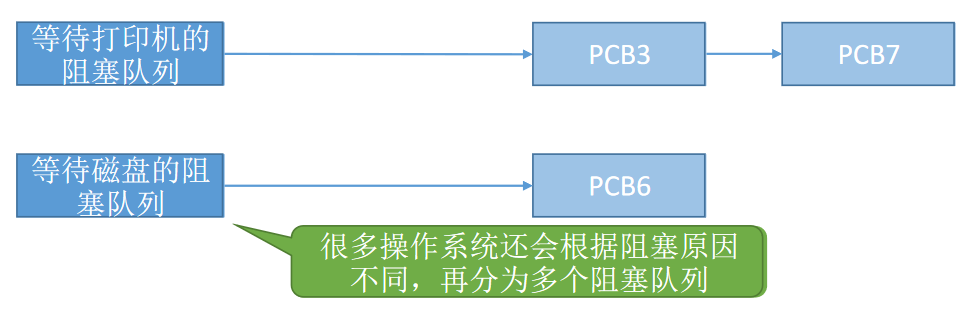 等待打印机的
阻塞队列
PCB3
PCB7
等待磁盘的阻
塞队列
PCB6
很多操作系统还会根据阻塞原因
不同，再分为多个阻塞队列